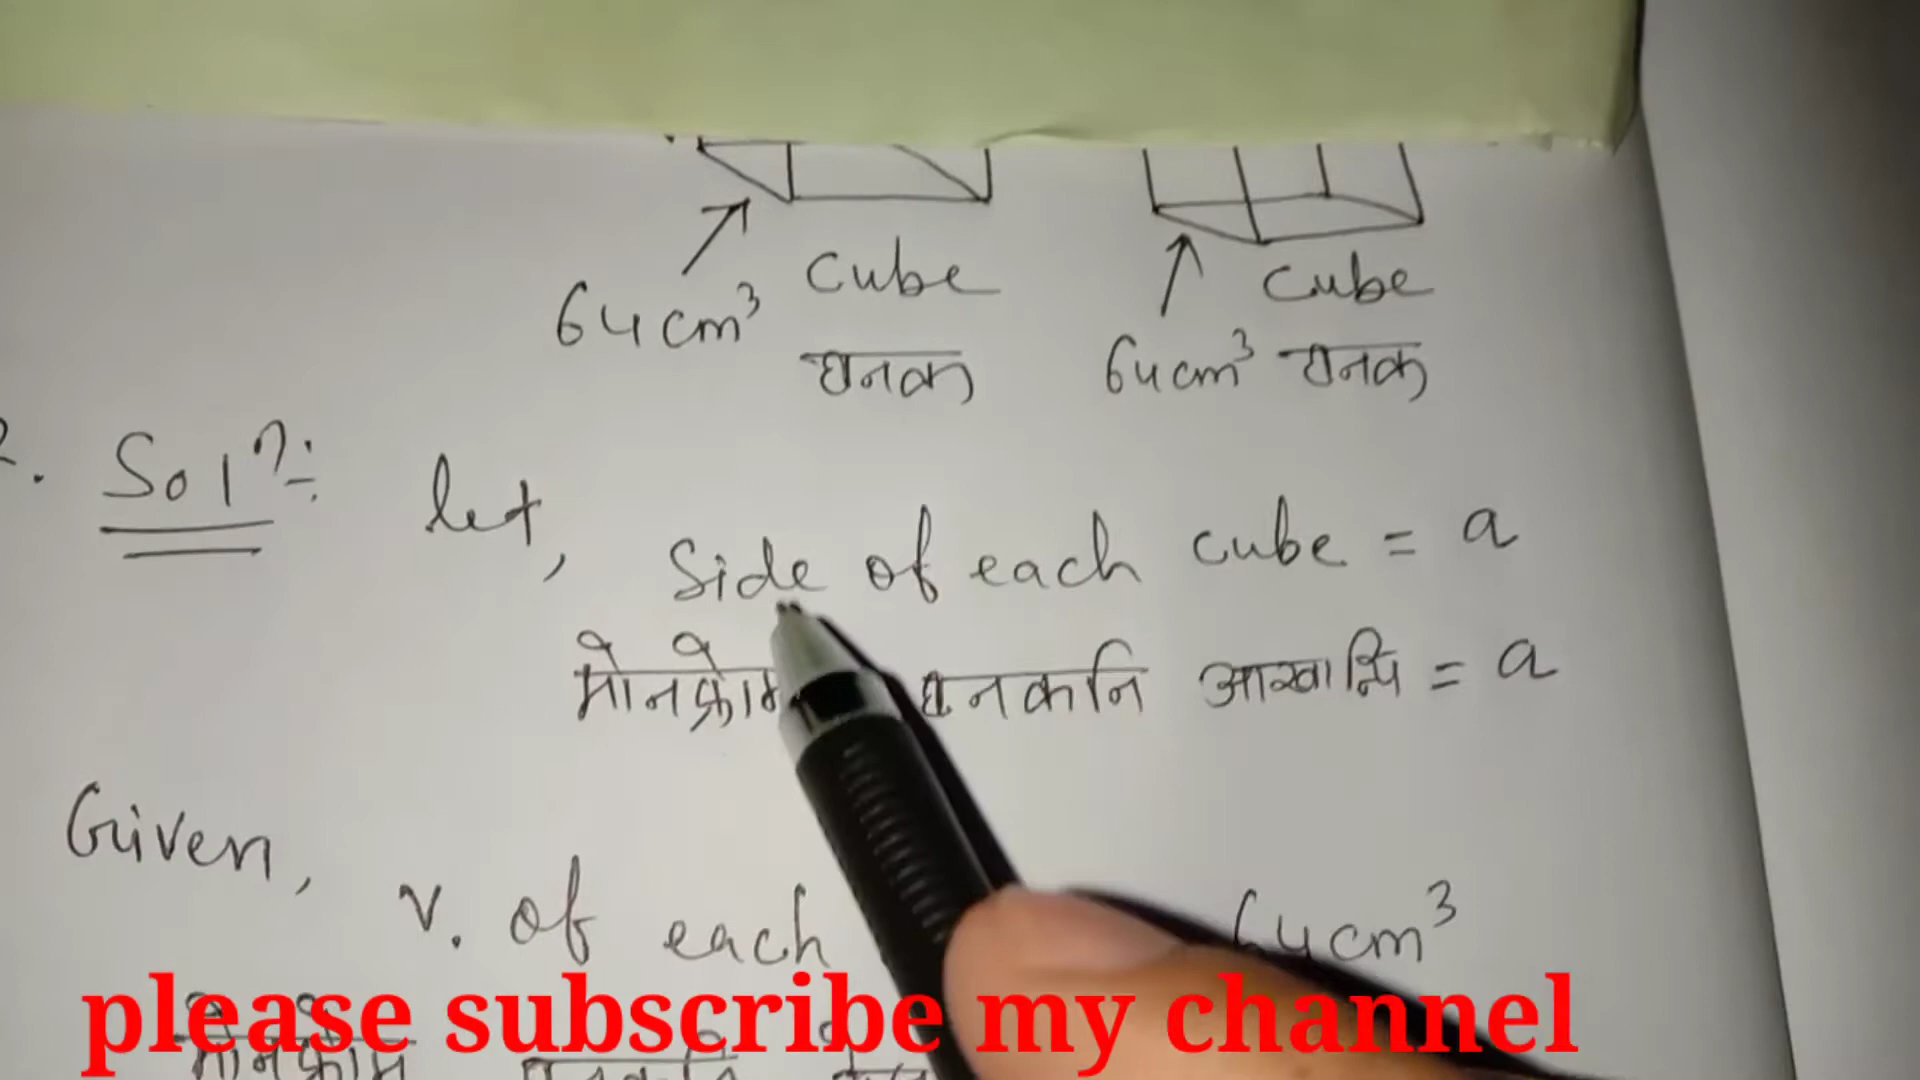 cube cube
64cm³ घनक 64cm³ घनक
Solⁿ:- let,
Side of each cube = a
घनकनि आखान्थि = a
Given,
v. of each 64cm³
please subscribe my channel